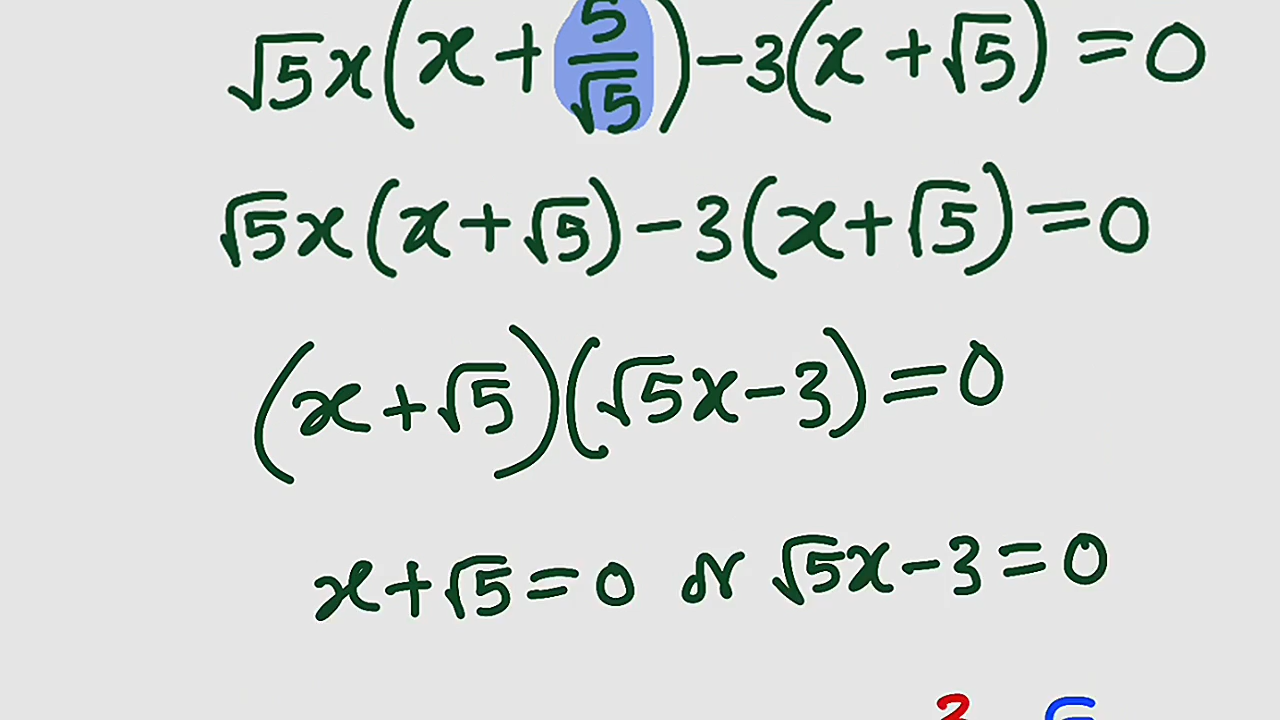 √5x(x + 5/√5) − 3(x + √5) = 0
√5x(x + √5) − 3(x + √5) = 0
(x + √5)(√5x − 3) = 0
x + √5 = 0 or √5x − 3 = 0